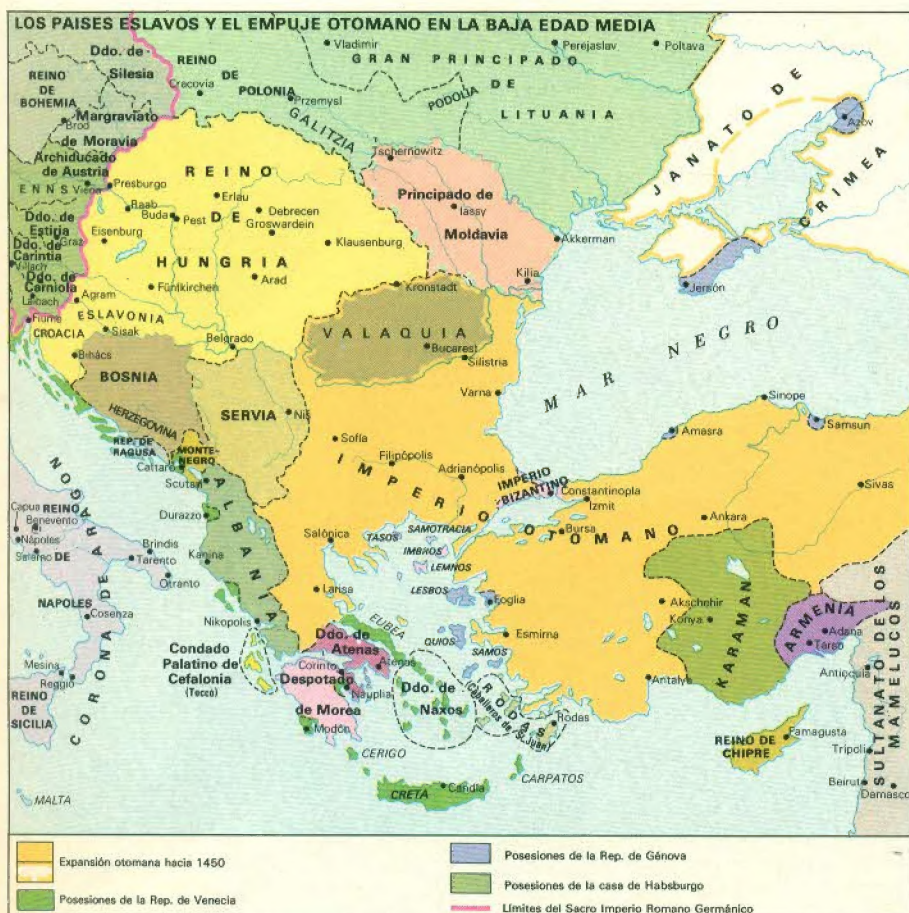 LOS PAISES ESLAVOS Y EL EMPUJE OTOMANO EN LA BAJA EDAD MEDIA
Ddo. de
Silesia
REINO
DE
BOHEMIA
Brod
Margraviato
de Moravia
Archiducado
de Austria
ENNS
Viena
Ddo. de
Estiria
Graz
Ddo. de
Carintia
Villach
Ddo. de
Carniola
Laibach
Fiume
REINO
DE
POLONIA
Cracovia
Przemysl
GALITZIA
Vladimir
Perejaslav
Poltava
GRAN PRINCIPADO
DE
LITUANIA
PODOLIA
JANATO DE
CRIMEA
Azov
Jersón
Tschernowitz
Principado de
Moldavia
Iassy
Akkerman
Kilia
REINO
DE
HUNGRIA
Presburgo
Raab
Buda
Pest
Erlau
Debrecen
Groswardein
Eisenburg
Klausenburg
Fünfkirchen
Arad
Kronstadt
Agram
ESLAVONIA
CROACIA
Sisak
Bihács
Belgrado
VALAQUIA
Bucarest
Silistria
Varna
MAR NEGRO
BOSNIA
HERZEGOVINA
SERVIA
Niš
REP. DE
RAGUSA
MONTE-
NEGRO
Cattaro
Scutari
ALBANIA
Durazzo
Kanina
Nikopolis
Sofía
Filipópolis
Adrianópolis
IMPERIO OTOMANO
IMPERIO
BIZANTINO
Constantinopla
Izmit
Bursa
Sinope
Samsun
Amasra
Sivas
Ankara
Salónica
TASOS
SAMOTRACIA
IMBROS
LEMNOS
LESBOS
Foglia
Larisa
Esmirna
QUIOS
SAMOS
EUBEA
Akschehir
Konya
KARAMAN
ARMENIA
Adana
Tarso
Antaly
Antioquia
SULTANATO DE LOS
MAMELUCOS
Tripoli
Beirut
Damasco
REINO DE
CHIPRE
Famagusta
CORONA DE ARAGON
REINO
DE
NAPOLES
Capua
Benevento
Nápoles
Salerno
Brindis
Tarento
Otranto
Cosenza
Mesina
Reggio
REINO
DE
SICILIA
MALTA
Condado
Palatino de
Cefalonia
(Tocco)
Ddo. de
Atenas
Atenas
Corinto
Despotado
de Morea
Nauplia
Modón
Ddo. de
Naxos
RODAS
Caballeros de S. Juan
Rodas
CERIGO
CARPATOS
CRETA
Candia
Expansión otomana hacia 1450
Posesiones de la Rep. de Venecia
Posesiones de la Rep. de Génova
Posesiones de la casa de Habsburgo
Límites del Sacro Imperio Romano Germánico